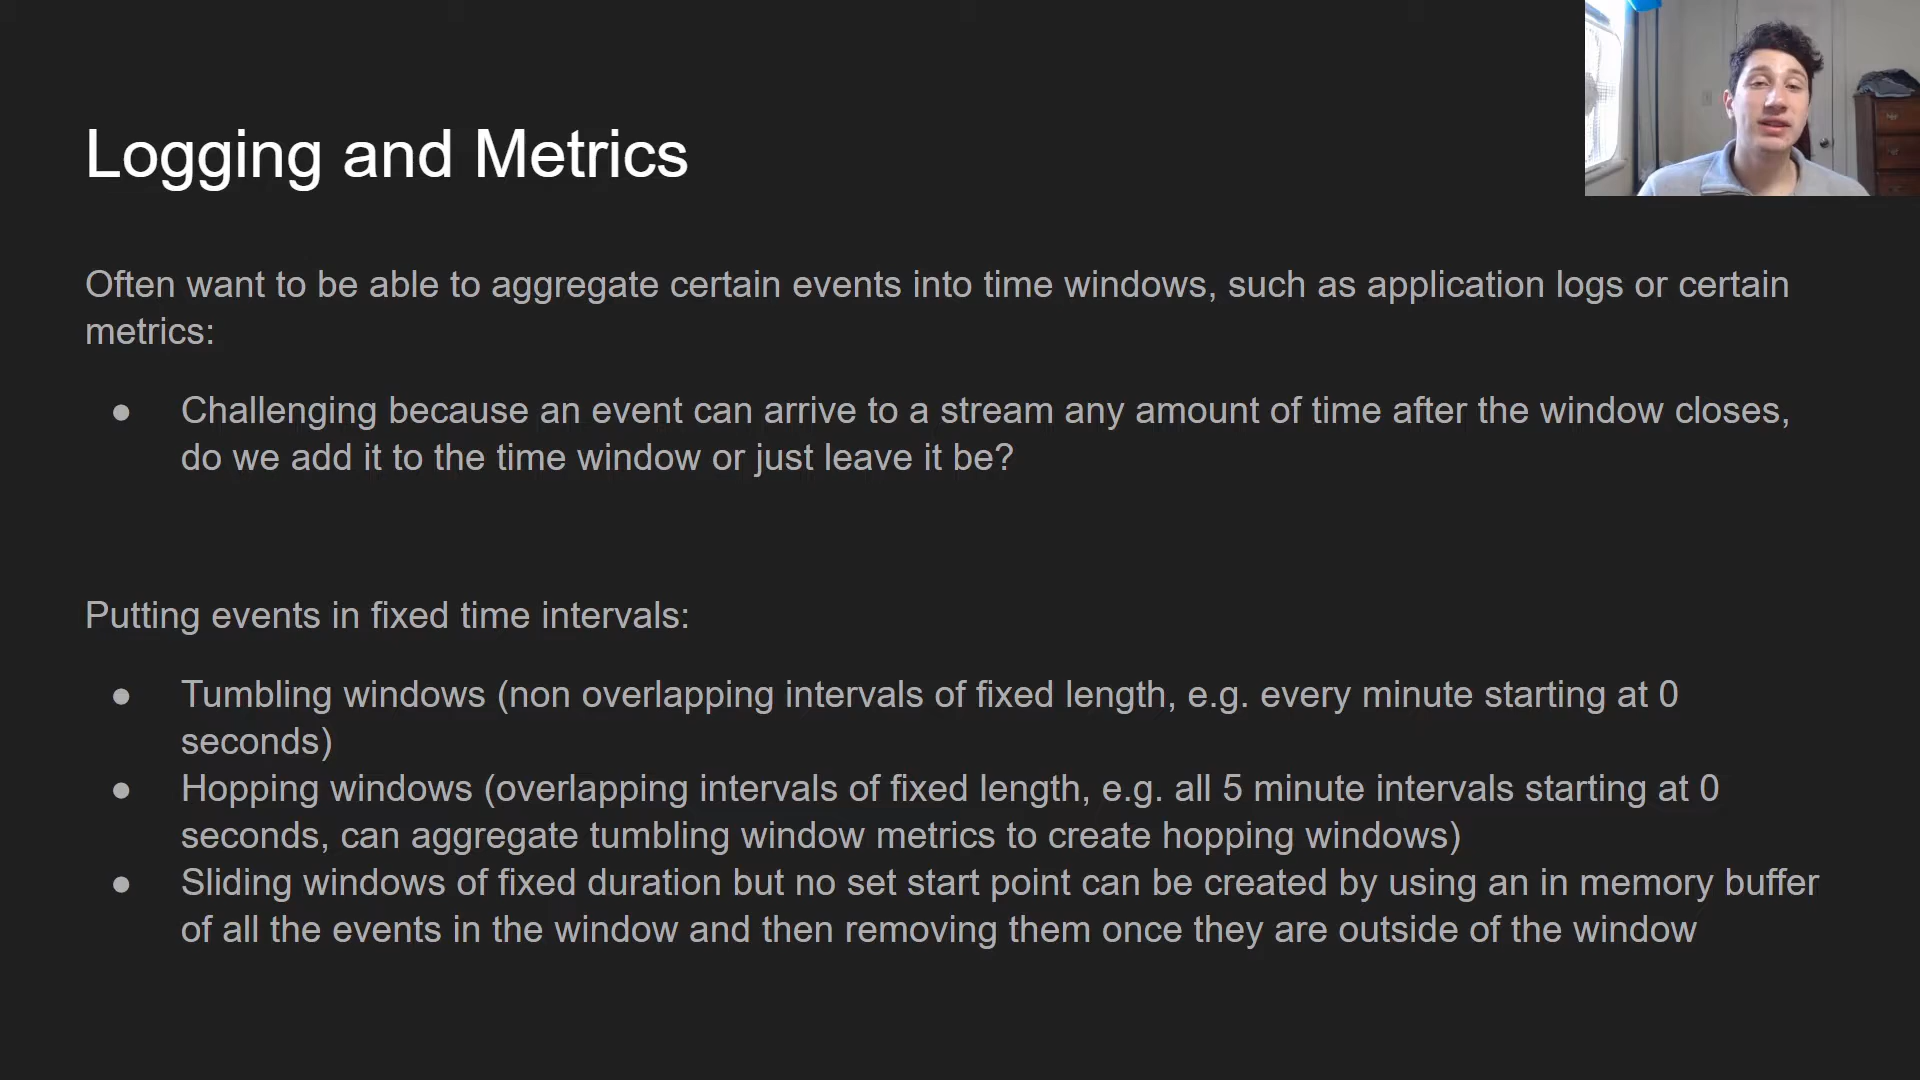 Logging and Metrics
Often want to be able to aggregate certain events into time windows, such as application logs or certain
metrics:
● Challenging because an event can arrive to a stream any amount of time after the window closes,
do we add it to the time window or just leave it be?
Putting events in fixed time intervals:
● Tumbling windows (non overlapping intervals of fixed length, e.g. every minute starting at 0
seconds)
● Hopping windows (overlapping intervals of fixed length, e.g. all 5 minute intervals starting at 0
seconds, can aggregate tumbling window metrics to create hopping windows)
● Sliding windows of fixed duration but no set start point can be created by using an in memory buffer
of all the events in the window and then removing them once they are outside of the window